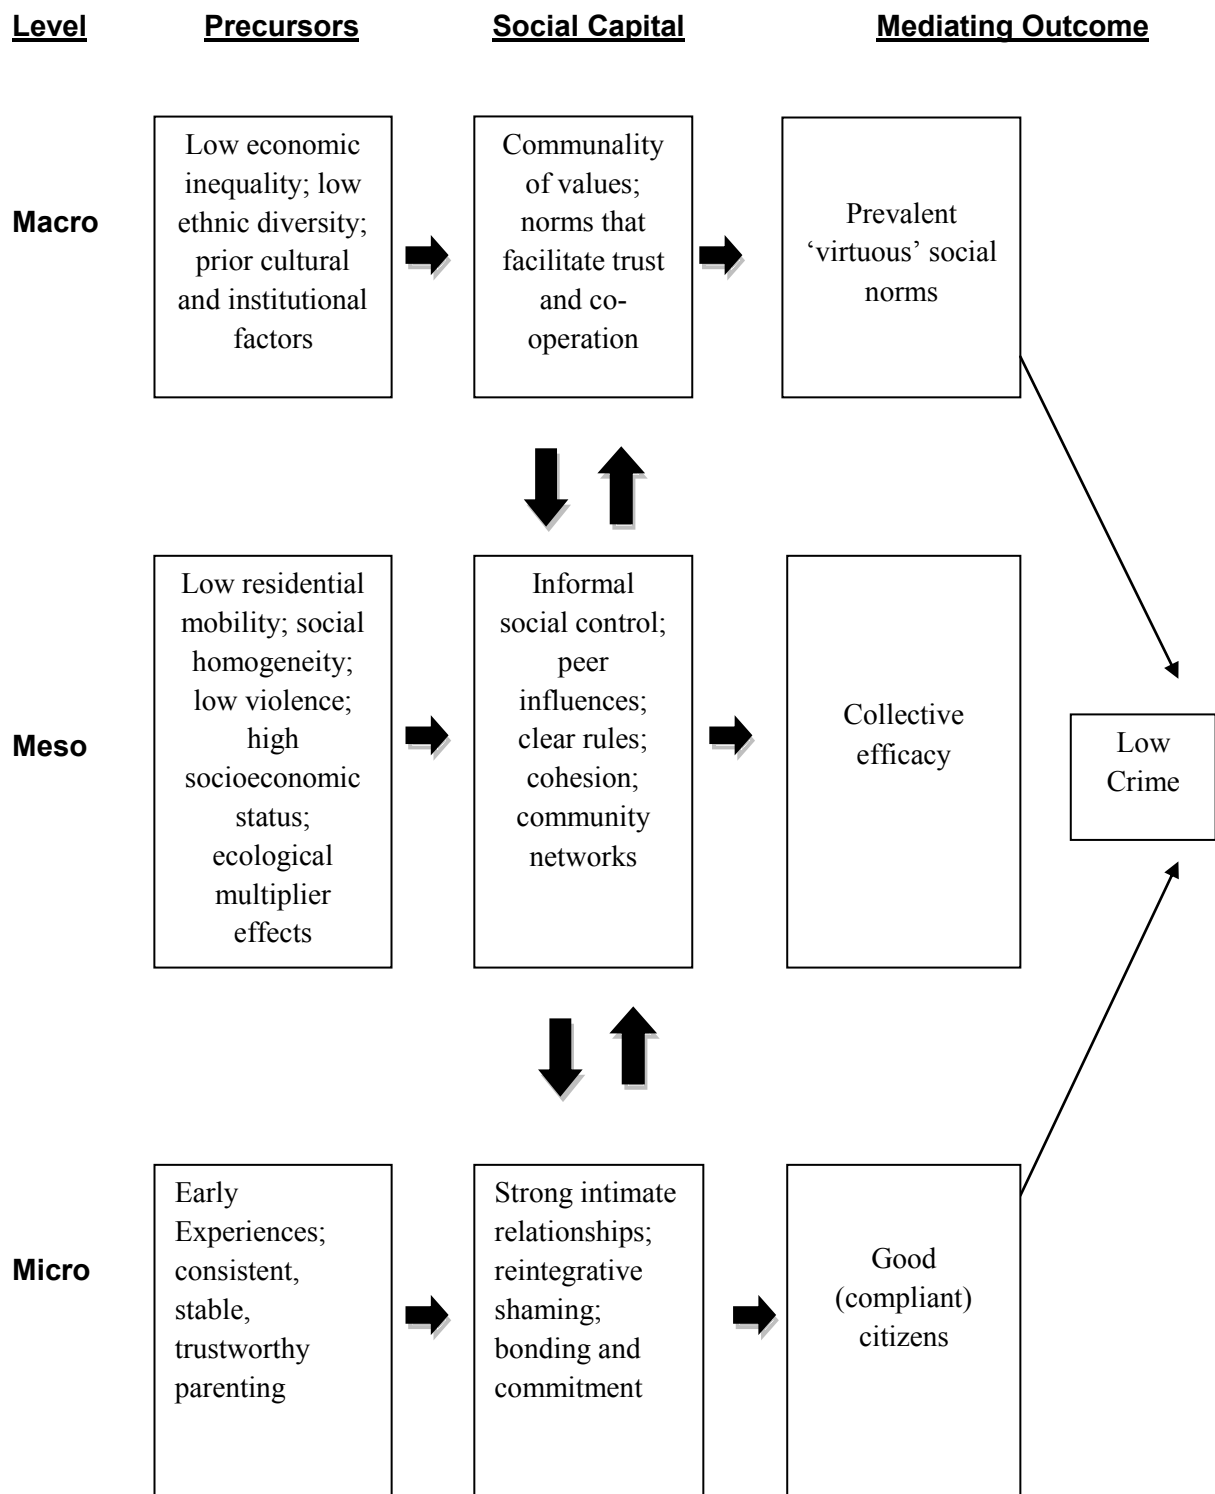 Level Precursors Social Capital Mediating Outcome
Macro
Low economic
inequality; low
ethnic diversity;
prior cultural
and institutional
factors
Communality
of values;
norms that
facilitate trust
and co-
operation
Prevalent
‘virtuous’ social
norms
Meso
Low residential
mobility; social
homogeneity;
low violence;
high
socioeconomic
status;
ecological
multiplier
effects
Informal
social control;
peer
influences;
clear rules;
cohesion;
community
networks
Collective
efficacy
Low
Crime
Micro
Early
Experiences;
consistent,
stable,
trustworthy
parenting
Strong intimate
relationships;
reintegrative
shaming;
bonding and
commitment
Good
(compliant)
citizens